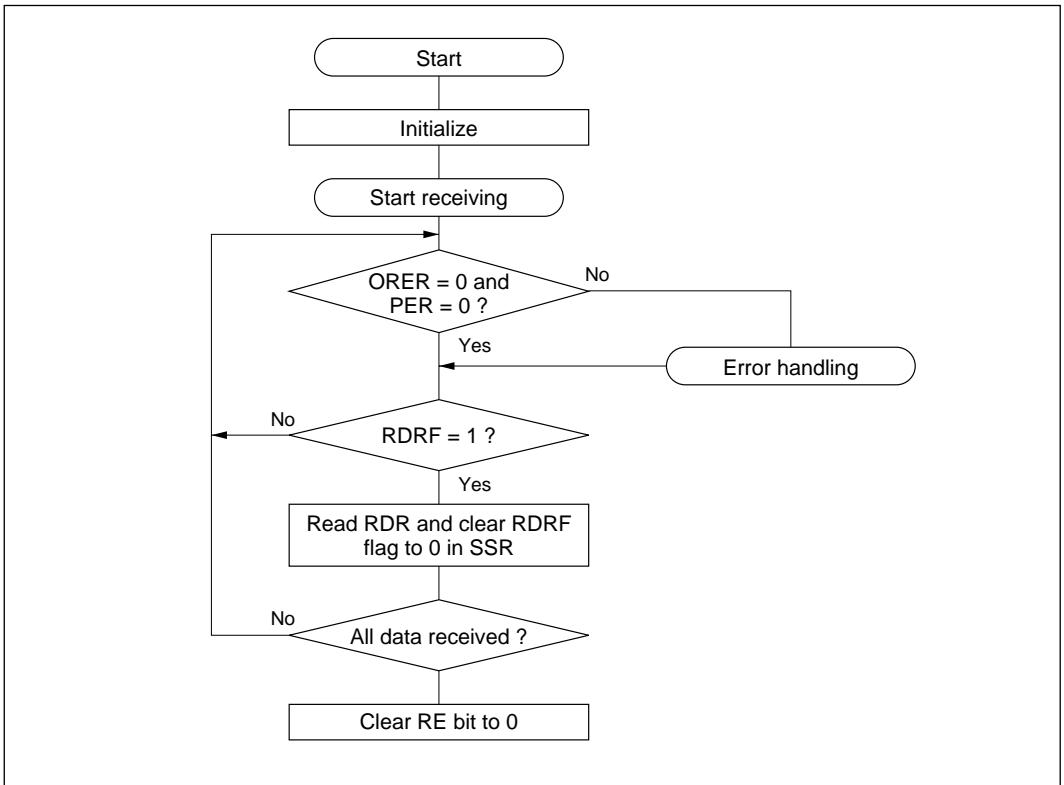 Start
Initialize
Start receiving
ORER = 0 and
PER = 0 ?
No
Yes
Error handling
No
RDRF = 1 ?
Yes
Read RDR and clear RDRF
flag to 0 in SSR
No
All data received ?
Clear RE bit to 0